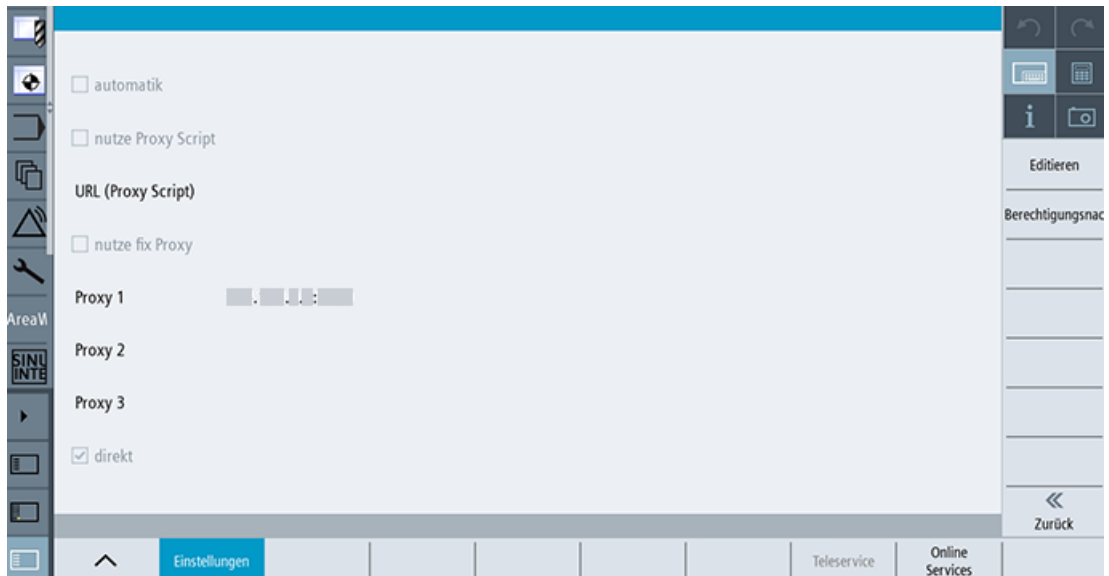 automatik
nutze Proxy Script
URL (Proxy Script)
nutze fix Proxy
Proxy 1
Proxy 2
Proxy 3
direkt
AreaW
SINU
INTE
i
Editieren
Berechtigungsnac
Zurück
Einstellungen
Teleservice
Online
Services